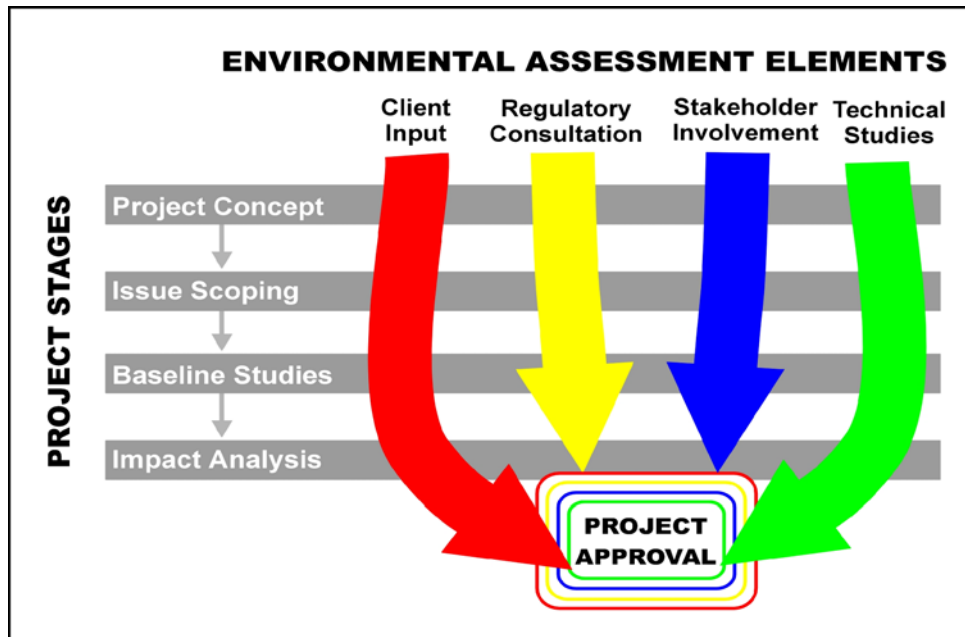 ENVIRONMENTAL ASSESSMENT ELEMENTS
Client
Input
Regulatory
Consultation
Stakeholder
Involvement
Technical
Studies
PROJECT STAGES
Project Concept
Issue Scoping
Baseline Studies
Impact Analysis
PROJECT
APPROVAL